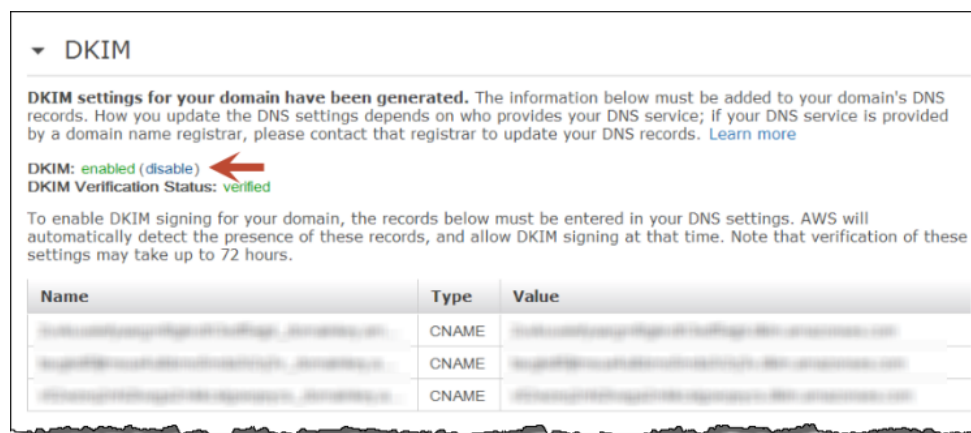 DKIM
DKIM settings for your domain have been generated. The information below must be added to your domain's DNS
records. How you update the DNS settings depends on who provides your DNS service; if your DNS service is provided
by a domain name registrar, please contact that registrar to update your DNS records. Learn more
DKIM: enabled (disable)
DKIM Verification Status: verified
To enable DKIM signing for your domain, the records below must be entered in your DNS settings. AWS will
automatically detect the presence of these records, and allow DKIM signing at that time. Note that verification of these
settings may take up to 72 hours.
Name Type Value
CNAME
CNAME
CNAME